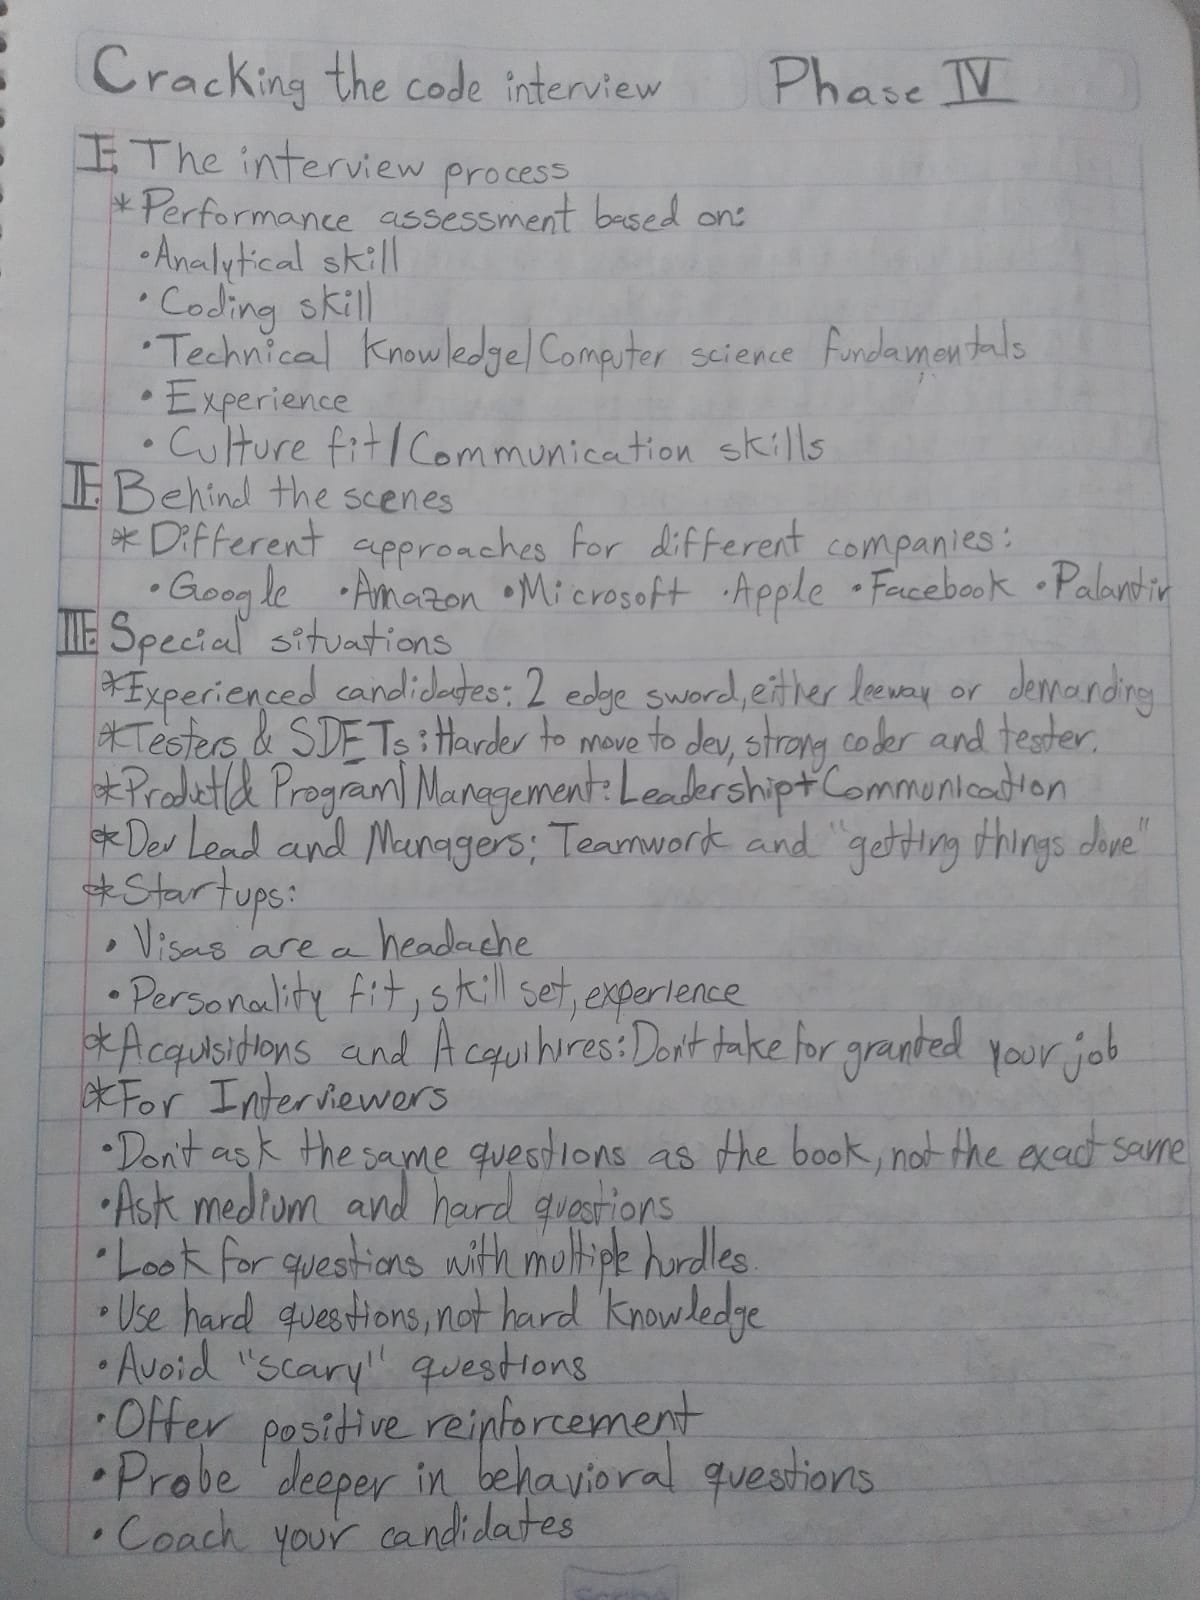 Cracking the code interview Phase IV
I. The interview process
* Performance assessment based on:
• Analytical skill
• Coding skill
• Technical Knowledge/Computer science fundamentals
• Experience
• Culture fit/Communication skills
II. Behind the scenes
* Different approaches for different companies:
• Google • Amazon • Microsoft • Apple • Facebook • Palantir
III. Special situations
* Experienced candidates: 2 edge sword, either leeway or demanding
* Testers & SDETs: Harder to move to dev, strong coder and tester.
* Product(& Program) Management: Leadership + Communication
* Dev Lead and Managers: Teamwork and "getting things done"
* Startups:
• Visas are a headache
• Personality fit, skill set, experience
* Acquisitions and Acquihires: Don't take for granted your job
* For Interviewers
• Don't ask the same questions as the book, not the exact same
• Ask medium and hard questions
• Look for questions with multiple hurdles.
• Use hard questions, not hard knowledge
• Avoid "scary" questions
• Offer positive reinforcement
• Probe deeper in behavioral questions
• Coach your candidates
Scribe